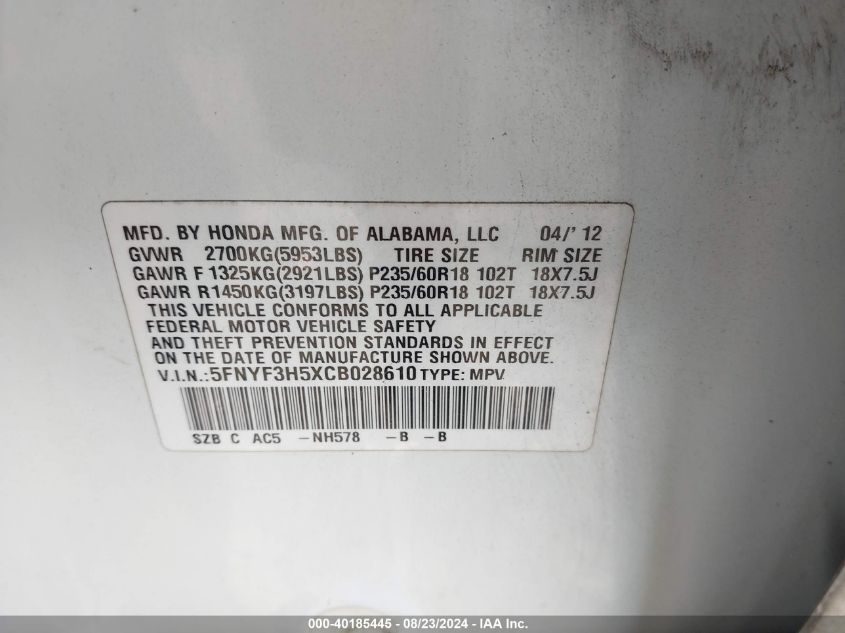 MFD. BY HONDA MFG. OF ALABAMA, LLC 04/'12
GVWR 2700KG(5953LBS) TIRE SIZE RIM SIZE
GAWR F 1325KG(2921LBS) P235/60R18 102T 18X7.5J
GAWR R1450KG(3197LBS) P235/60R18 102T 18X7.5J
THIS VEHICLE CONFORMS TO ALL APPLICABLE
FEDERAL MOTOR VEHICLE SAFETY
AND THEFT PREVENTION STANDARDS IN EFFECT
ON THE DATE OF MANUFACTURE SHOWN ABOVE.
V.I.N.:5FNYF3H5XCB028610 TYPE: MPV
SZB C AC5 -NH578 -B -B
000-40185445 - 08/23/2024 - IAA Inc.